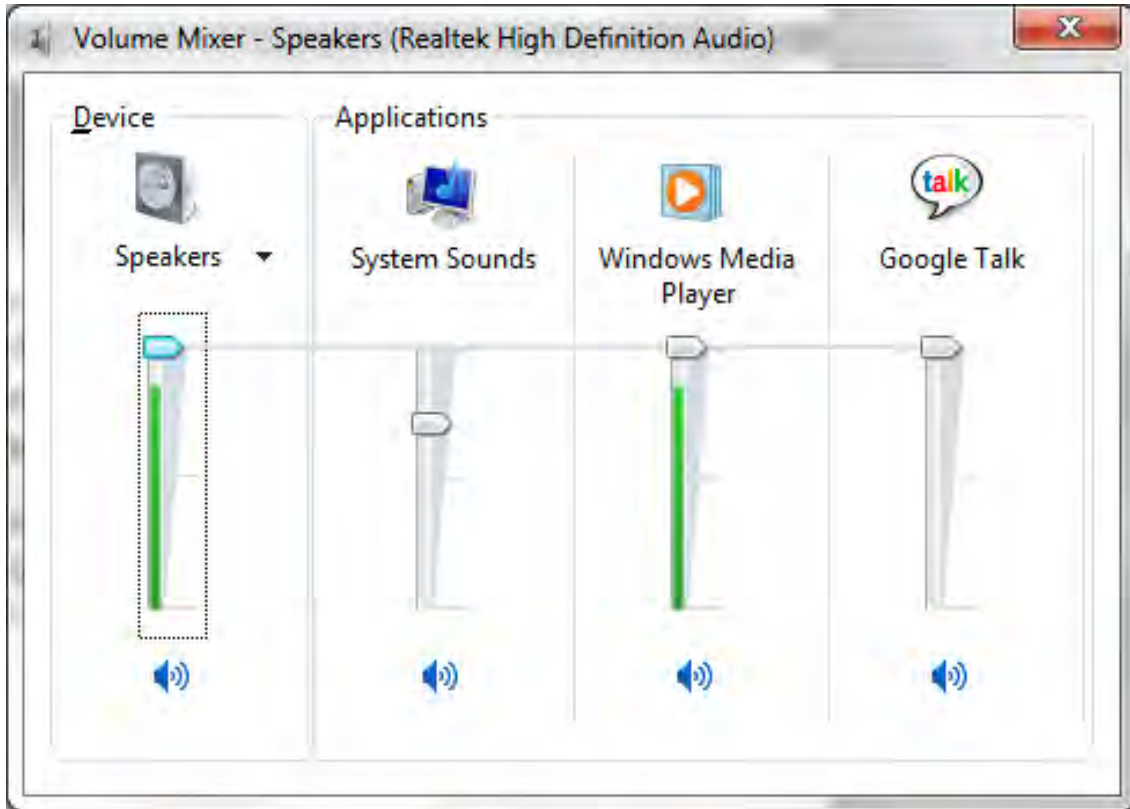 Volume Mixer - Speakers (Realtek High Definition Audio)
Device
Applications
Speakers
System Sounds
Windows Media
Player
talk
Google Talk